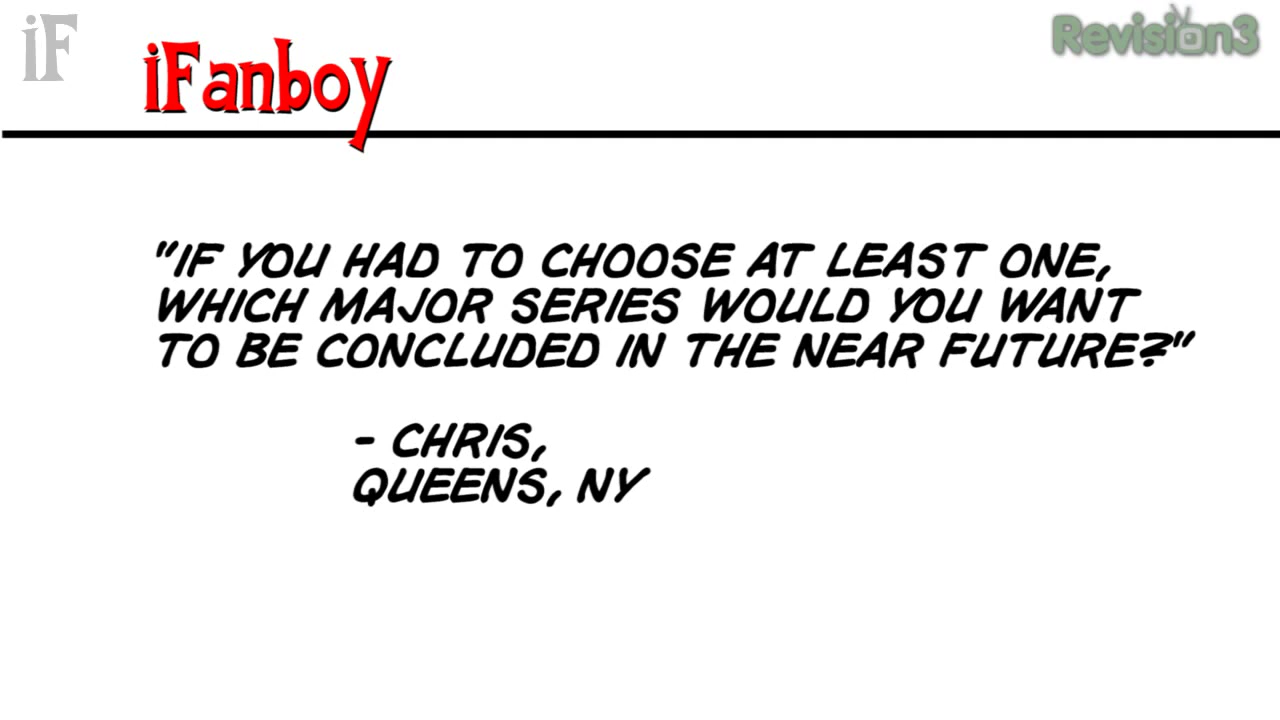 iF
Revision3
iFanboy
"IF YOU HAD TO CHOOSE AT LEAST ONE,
WHICH MAJOR SERIES WOULD YOU WANT
TO BE CONCLUDED IN THE NEAR FUTURE?"
- CHRIS,
QUEENS, NY